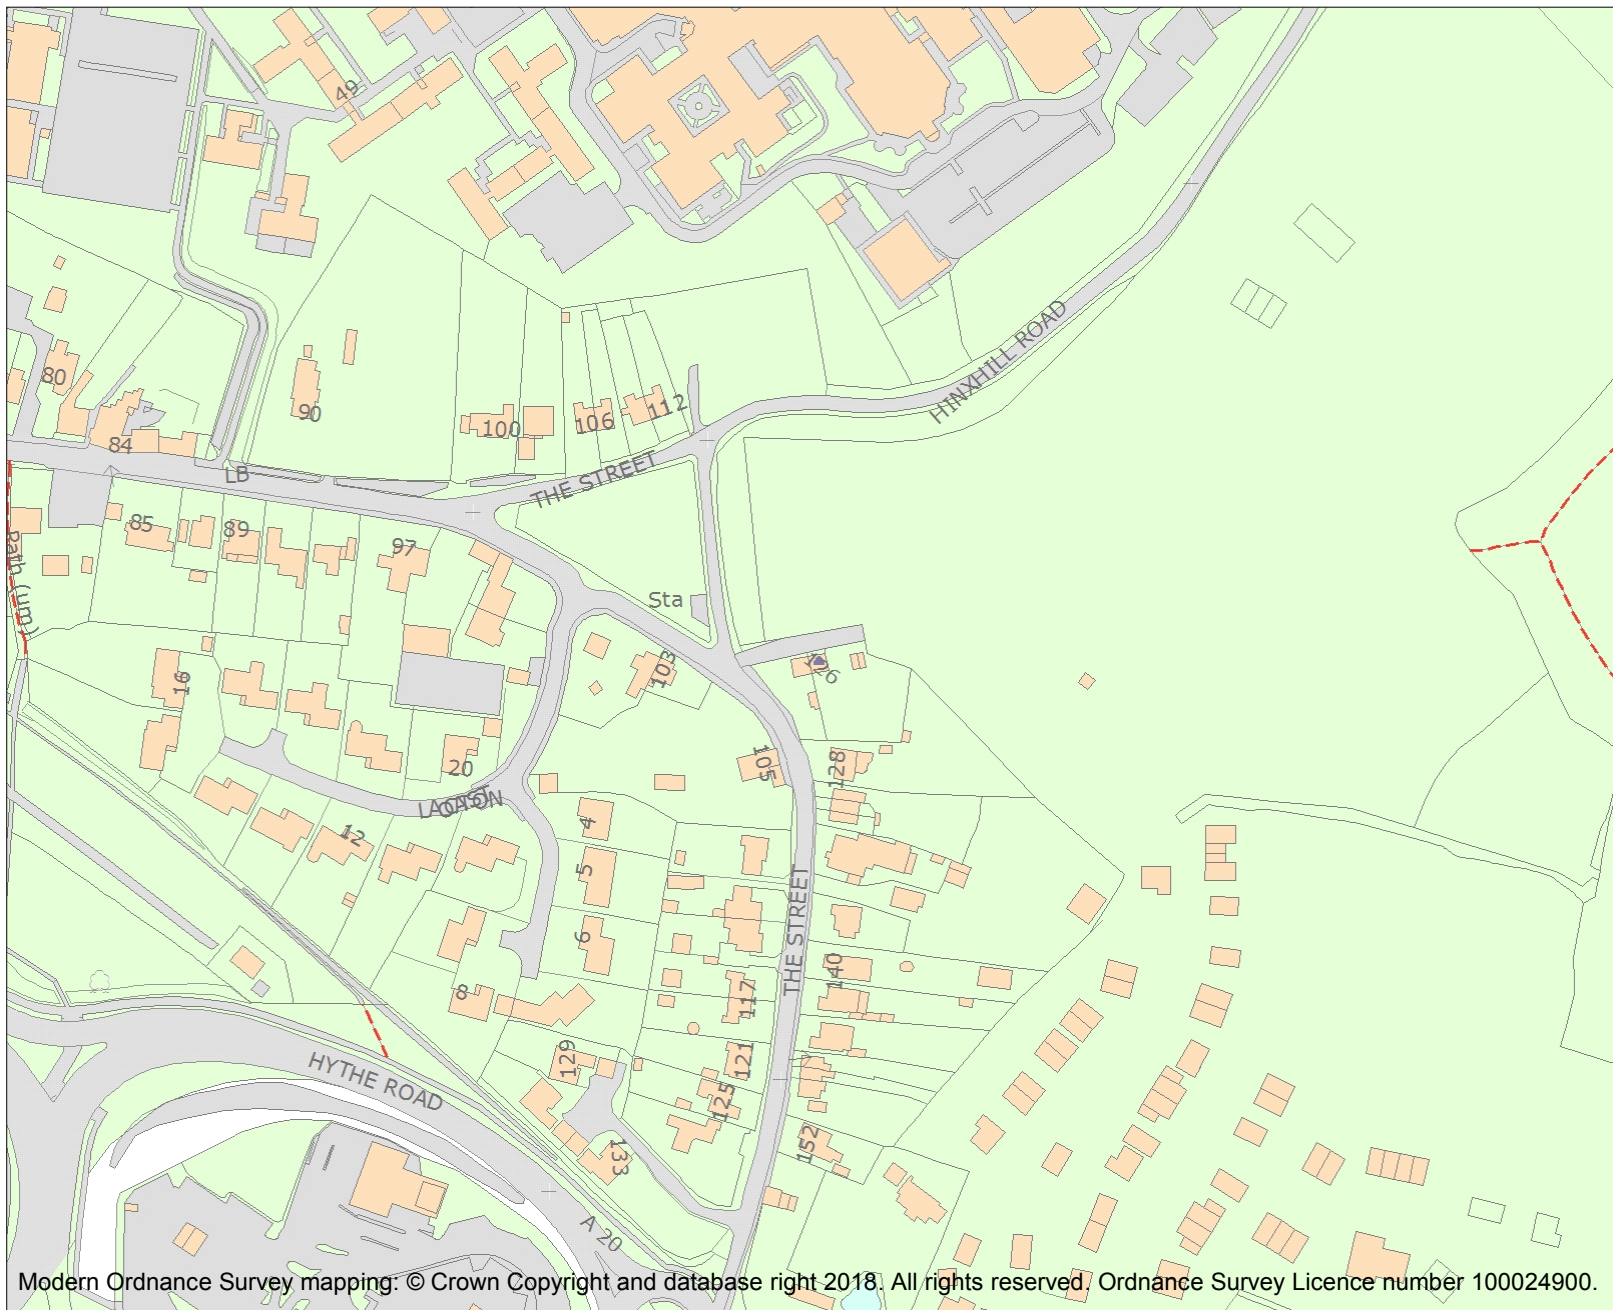 49
HINXHILL ROAD
80
90
112
106
100
84
THE STREET
LB
85
89
97
Path (um)
Sta
103
126
16
105
128
20
LACTON
12
4
5
6
THE STREET
140
8
117
129
121
125
HYTHE ROAD
133
152
A 20
Modern Ordnance Survey mapping: © Crown Copyright and database right 2018. All rights reserved. Ordnance Survey Licence number 100024900.